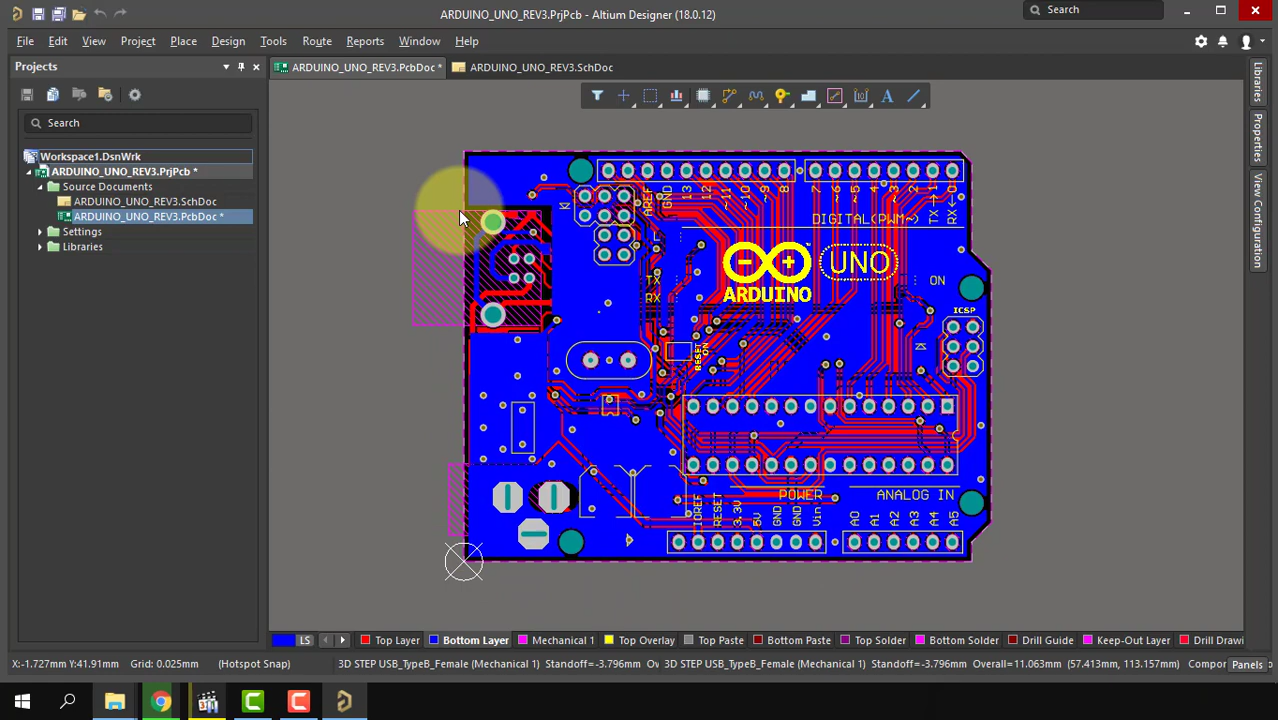 ARDUINO_UNO_REV3.PrjPcb - Altium Designer (18.0.12)
Search
File Edit View Project Place Design Tools Route Reports Window Help
Projects
ARDUINO_UNO_REV3.PcbDoc *
ARDUINO_UNO_REV3.SchDoc
Search
Workspace1.DsnWrk
ARDUINO_UNO_REV3.PrjPcb *
Source Documents
ARDUINO_UNO_REV3.SchDoc
ARDUINO_UNO_REV3.PcbDoc *
Settings
Libraries
Libraries
Properties
View Configuration
AREF
GND
13
12
~11
~10
~9
8
7
~6
~5
4
~3
2
TX→1
RX←0
DIGITAL(PWM~)
TX
RX
UNO
ARDUINO
ON
ICSP
RESET
ON
POWER
ANALOG IN
IOREF
RESET
3.3V
5V
GND
GND
Vin
A0
A1
A2
A3
A4
A5
LS
Top Layer
Bottom Layer
Mechanical 1
Top Overlay
Top Paste
Bottom Paste
Top Solder
Bottom Solder
Drill Guide
Keep-Out Layer
Drill Drawi
X:-1.727mm Y:41.91mm Grid: 0.025mm (Hotspot Snap) 3D STEP USB_TypeB_Female (Mechanical 1) Standoff=-3.796mm Ov 3D STEP USB_TypeB_Female (Mechanical 1) Standoff=-3.796mm Overall=11.063mm (57.413mm, 113.157mm) Compor
Panels